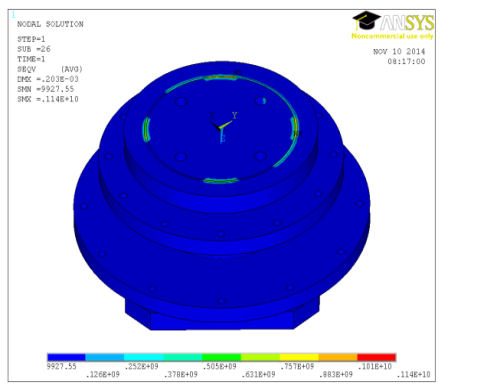 1
NODAL SOLUTION
STEP=1
SUB =26
TIME=1
SEQV (AVG)
DMX =.203E-03
SMN =9927.55
SMX =.114E+10
ANSYS
Noncommercial use only
NOV 10 2014
08:17:00
Y
9927.55 .252E+09 .505E+09 .757E+09 .101E+10
.126E+09 .378E+09 .631E+09 .883E+09 .114E+10